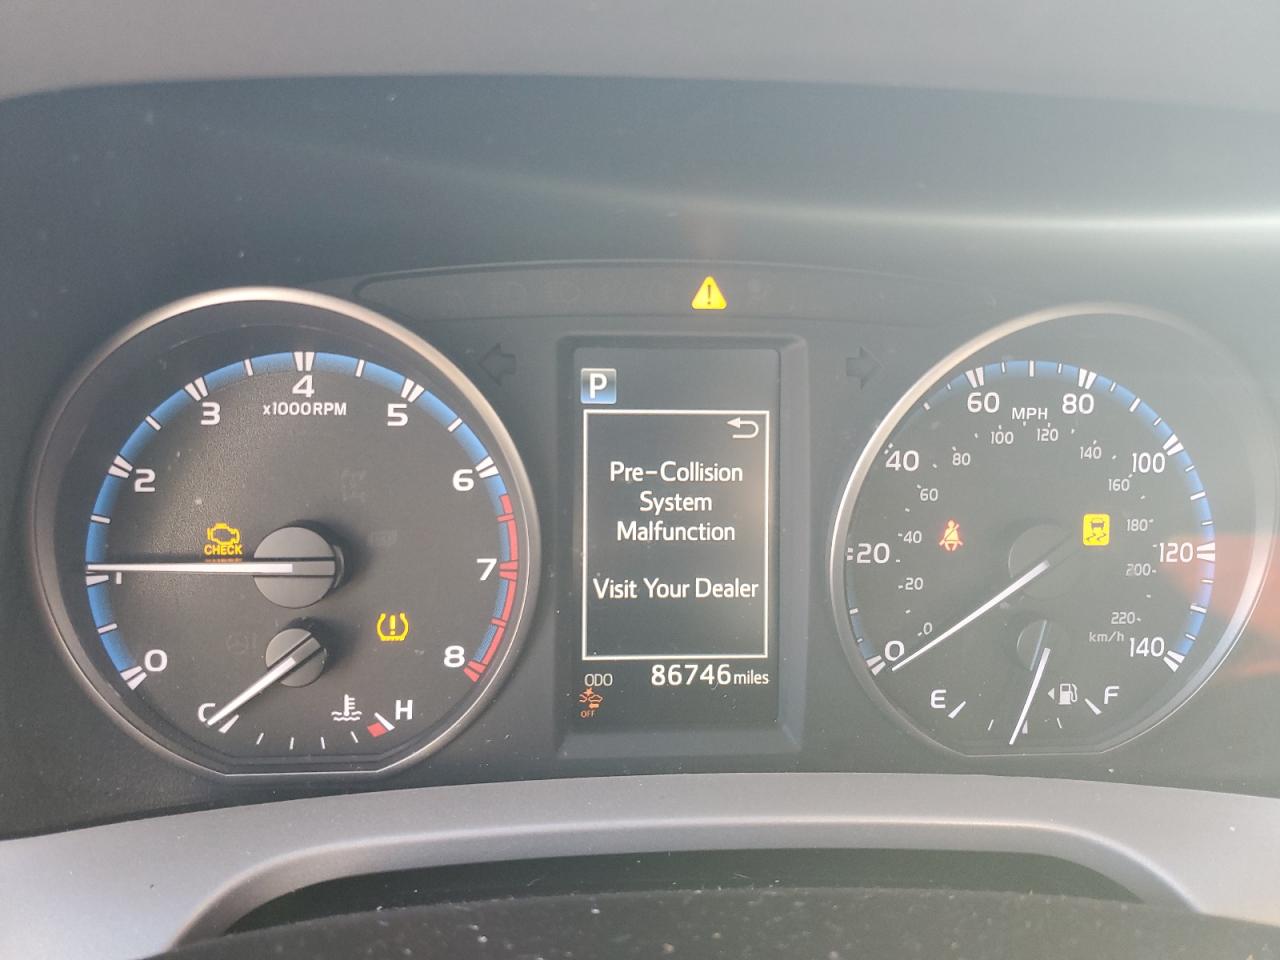 P
Pre-Collision
System
Malfunction
Visit Your Dealer
ODO 86746 miles
OFF
0
1
2
3
4
5
6
7
8
x1000RPM
CHECK
C
H
0
20
40
60
80
100
120
140
MPH
0
20
40
60
80
100
120
140
160
180
200
220
km/h
E
F